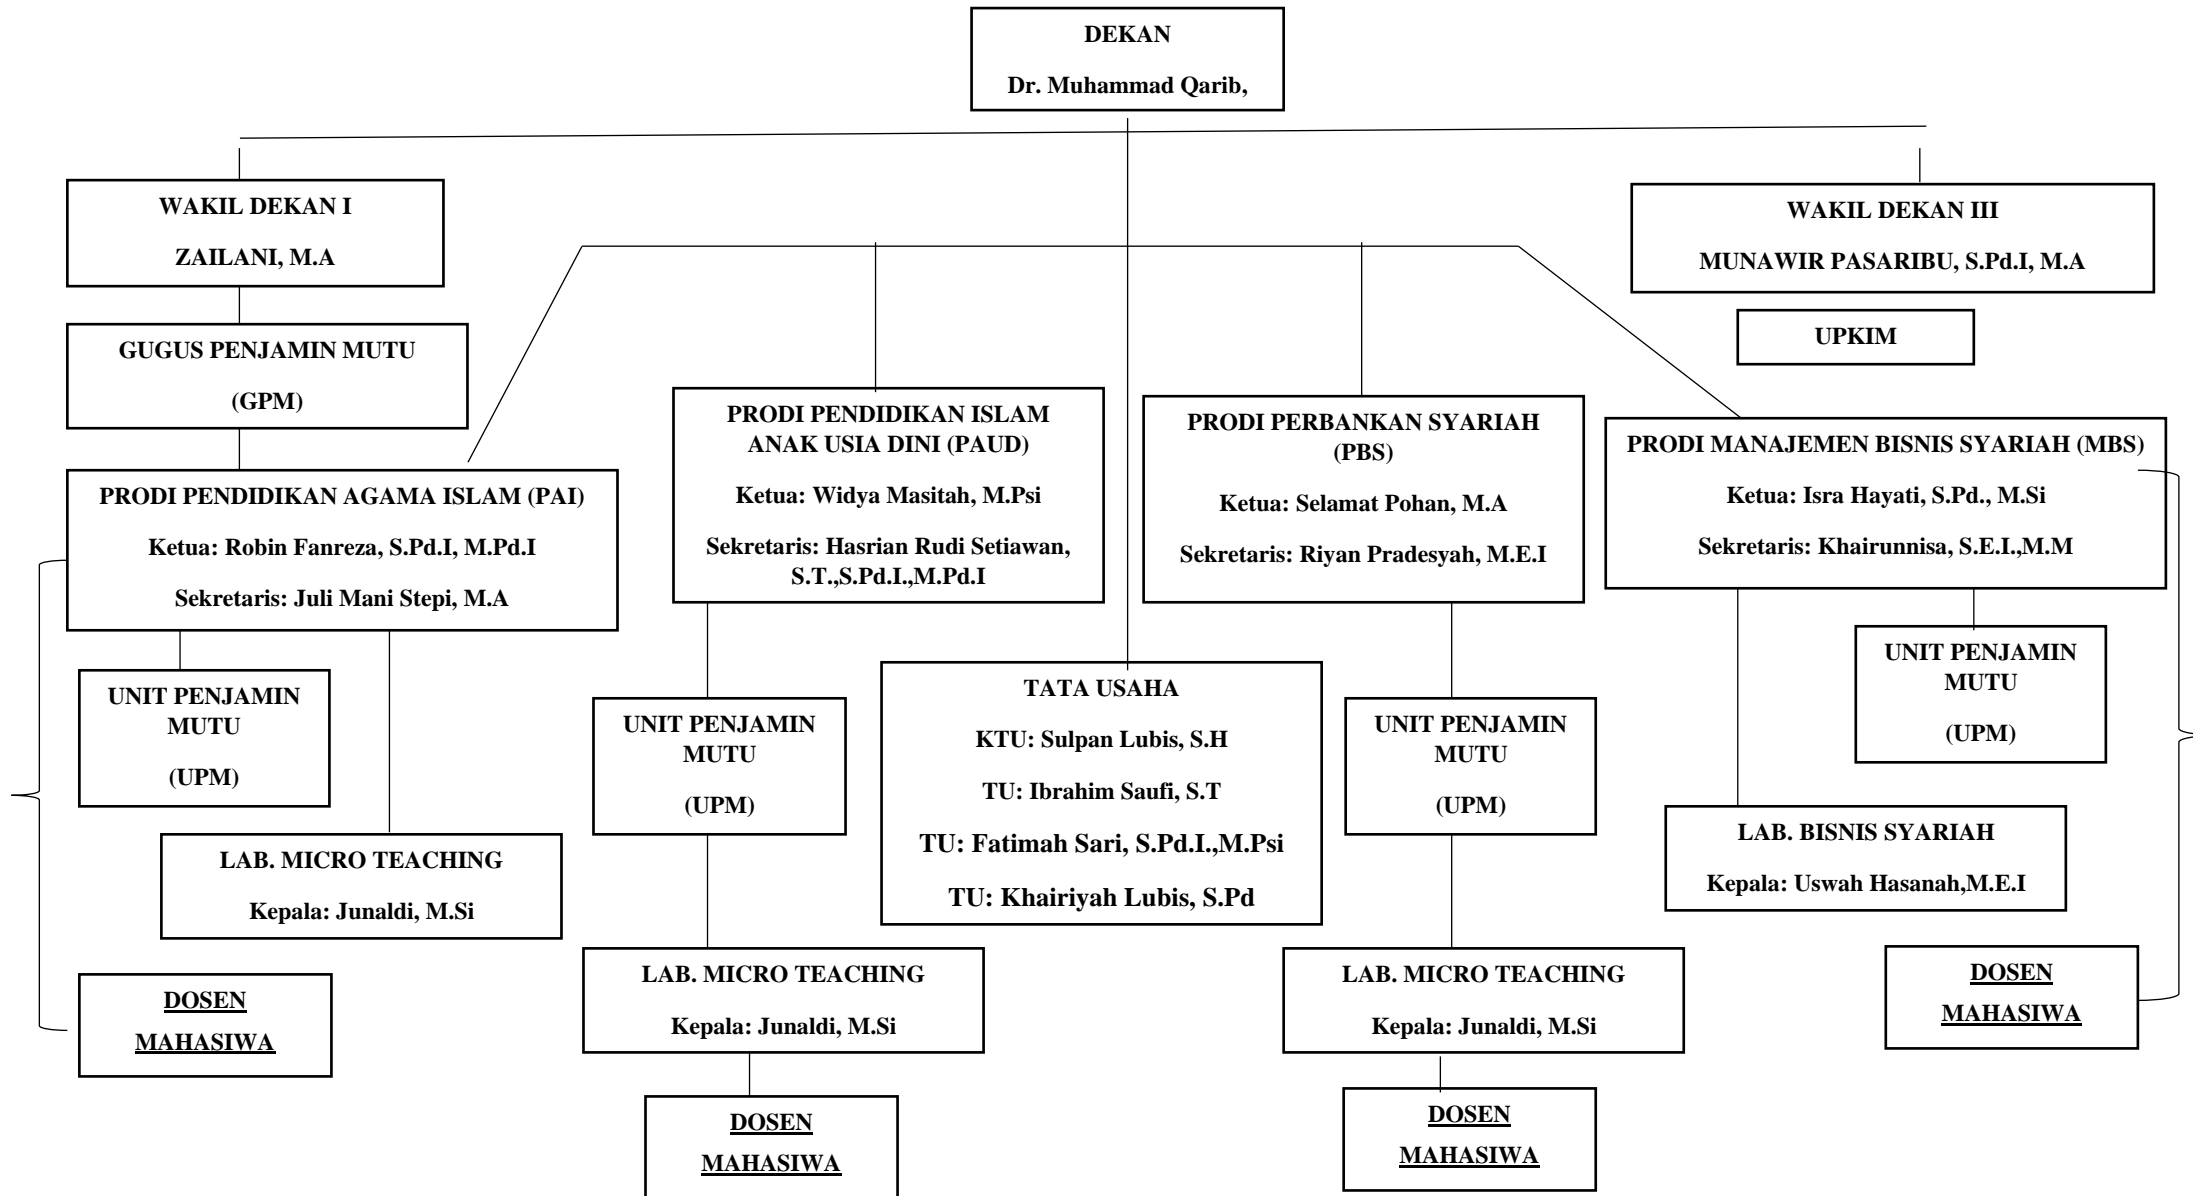 DEKAN
Dr. Muhammad Qarib,
WAKIL DEKAN I
ZAILANI, M.A
WAKIL DEKAN III
MUNAWIR PASARIBU, S.Pd.I, M.A
GUGUS PENJAMIN MUTU
(GPM)
UPKIM
PRODI PENDIDIKAN AGAMA ISLAM (PAI)
Ketua: Robin Fanreza, S.Pd.I, M.Pd.I
Sekretaris: Juli Mani Stepi, M.A
PRODI PENDIDIKAN ISLAM
ANAK USIA DINI (PAUD)
Ketua: Widya Masitah, M.Psi
Sekretaris: Hasrian Rudi Setiawan,
S.T.,S.Pd.I.,M.Pd.I
PRODI PERBANKAN SYARIAH
(PBS)
Ketua: Selamat Pohan, M.A
Sekretaris: Riyan Pradesyah, M.E.I
PRODI MANAJEMEN BISNIS SYARIAH (MBS)
Ketua: Isra Hayati, S.Pd., M.Si
Sekretaris: Khairunnisa, S.E.I.,M.M
UNIT PENJAMIN
MUTU
(UPM)
UNIT PENJAMIN
MUTU
(UPM)
TATA USAHA
KTU: Sulpan Lubis, S.H
TU: Ibrahim Saufi, S.T
TU: Fatimah Sari, S.Pd.I.,M.Psi
TU: Khairiyah Lubis, S.Pd
UNIT PENJAMIN
MUTU
(UPM)
UNIT PENJAMIN
MUTU
(UPM)
LAB. MICRO TEACHING
Kepala: Junaldi, M.Si
LAB. BISNIS SYARIAH
Kepala: Uswah Hasanah,M.E.I
LAB. MICRO TEACHING
Kepala: Junaldi, M.Si
LAB. MICRO TEACHING
Kepala: Junaldi, M.Si
DOSEN
MAHASIWA
DOSEN
MAHASIWA
DOSEN
MAHASIWA
DOSEN
MAHASIWA